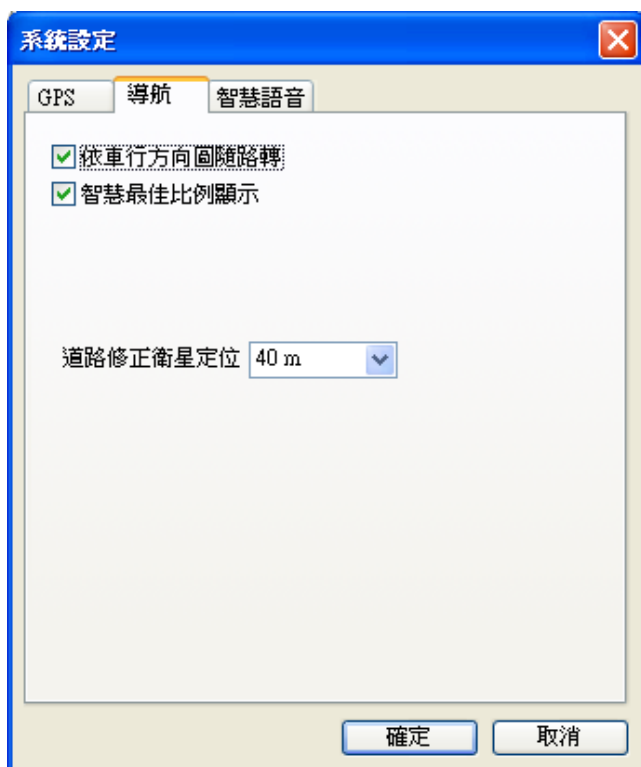 系統設定
GPS 導航 智慧語音
依車行方向圖隨路轉
智慧最佳比例顯示
道路修正衛星定位 40 m
確定 取消